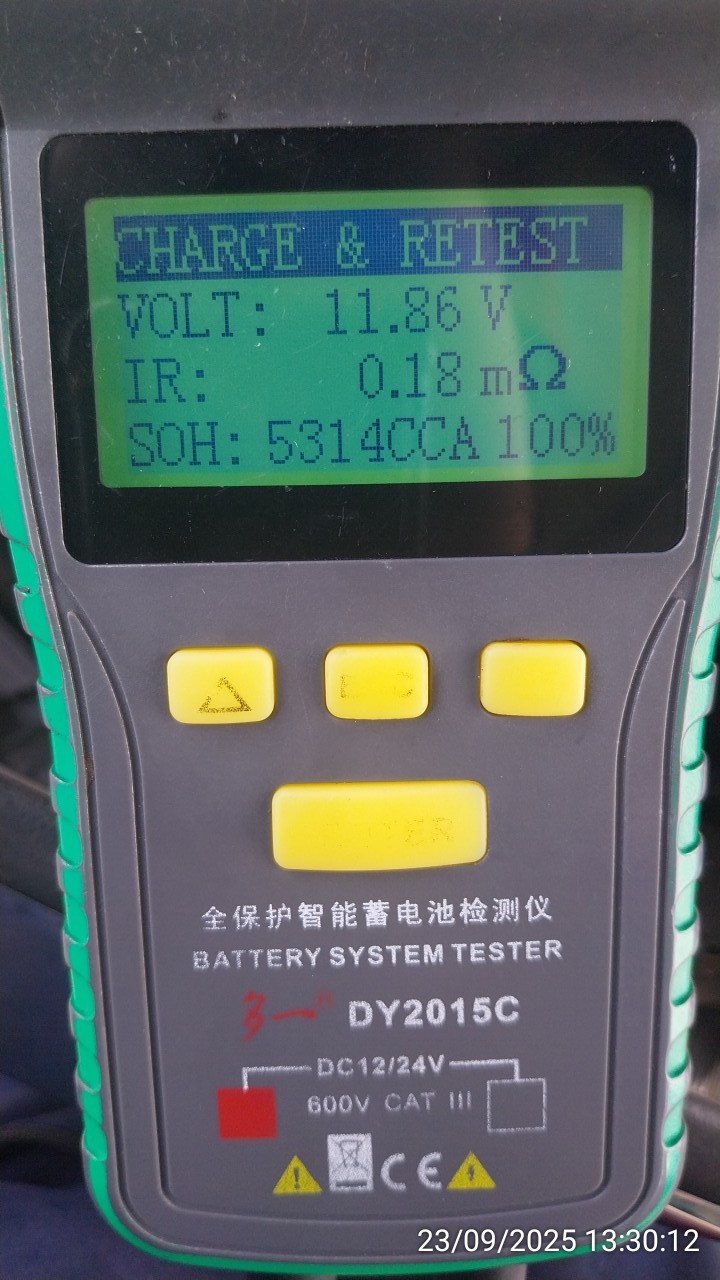 CHARGE & RETEST
VOLT: 11.86 V
IR: 0.18 mΩ
SOH: 5314CCA 100%
全保护智能蓄电池检测仪
BATTERY SYSTEM TESTER
DY2015C
DC12/24V
600V CAT III
CE
23/09/2025 13:30:12